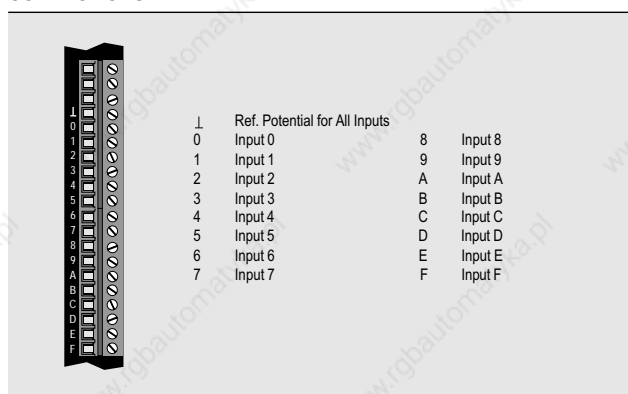 ⊥
0
1
2
3
4
5
6
7
8
9
A
B
C
D
E
F
⊥ Ref. Potential for All Inputs
0 Input 0 8 Input 8
1 Input 1 9 Input 9
2 Input 2 A Input A
3 Input 3 B Input B
4 Input 4 C Input C
5 Input 5 D Input D
6 Input 6 E Input E
7 Input 7 F Input F
www.rgbautomatyka.pl